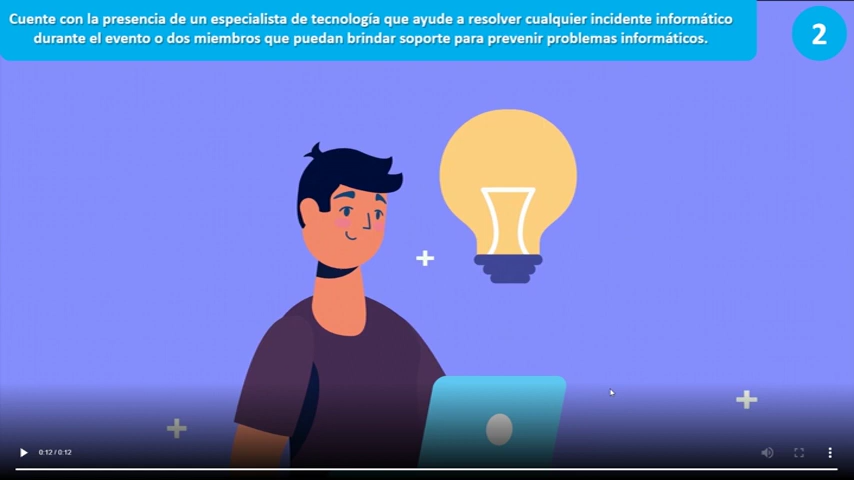 Cuente con la presencia de un especialista de tecnología que ayude a resolver cualquier incidente informático
durante el evento o dos miembros que puedan brindar soporte para prevenir problemas informáticos.
2
0:12 / 0:12